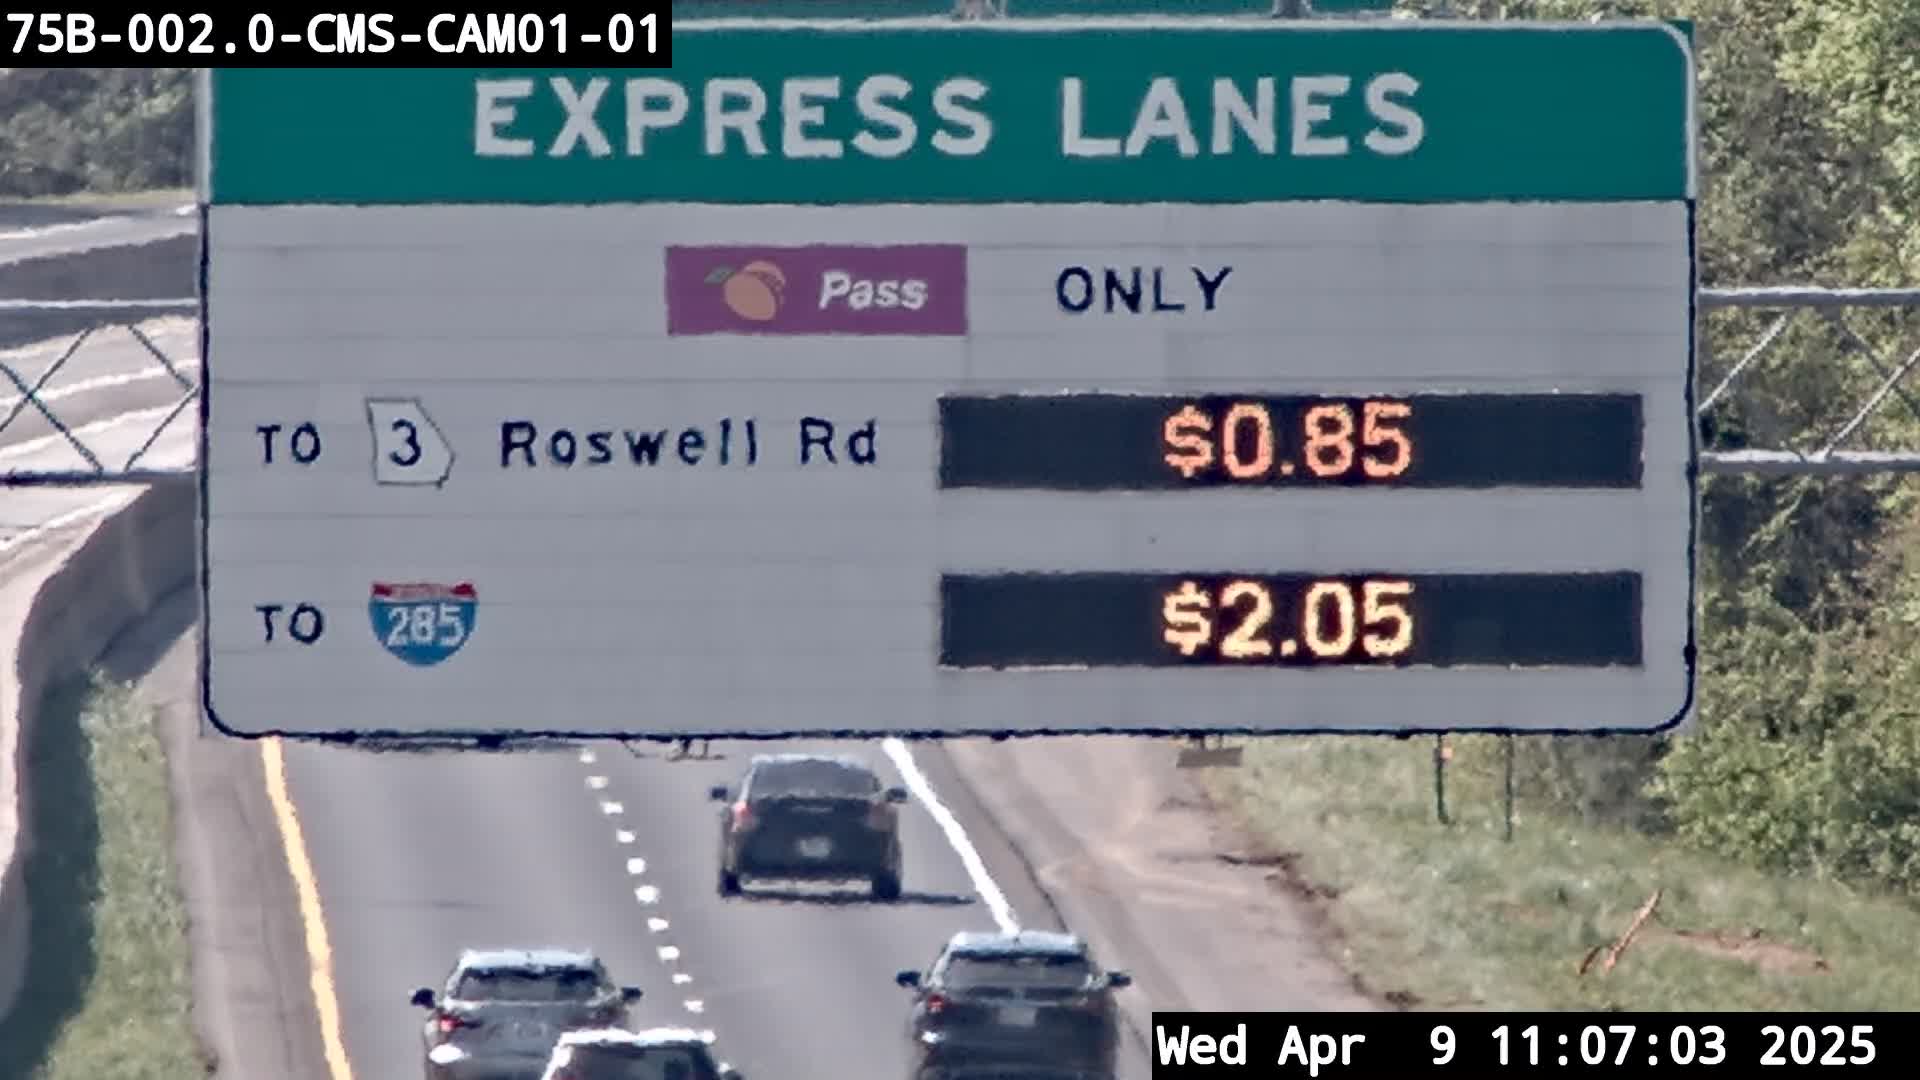 75B-002.0-CMS-CAM01-01
EXPRESS LANES
Pass ONLY
TO 3 Roswell Rd $0.85
TO 285 $2.05
Wed Apr 9 11:07:03 2025